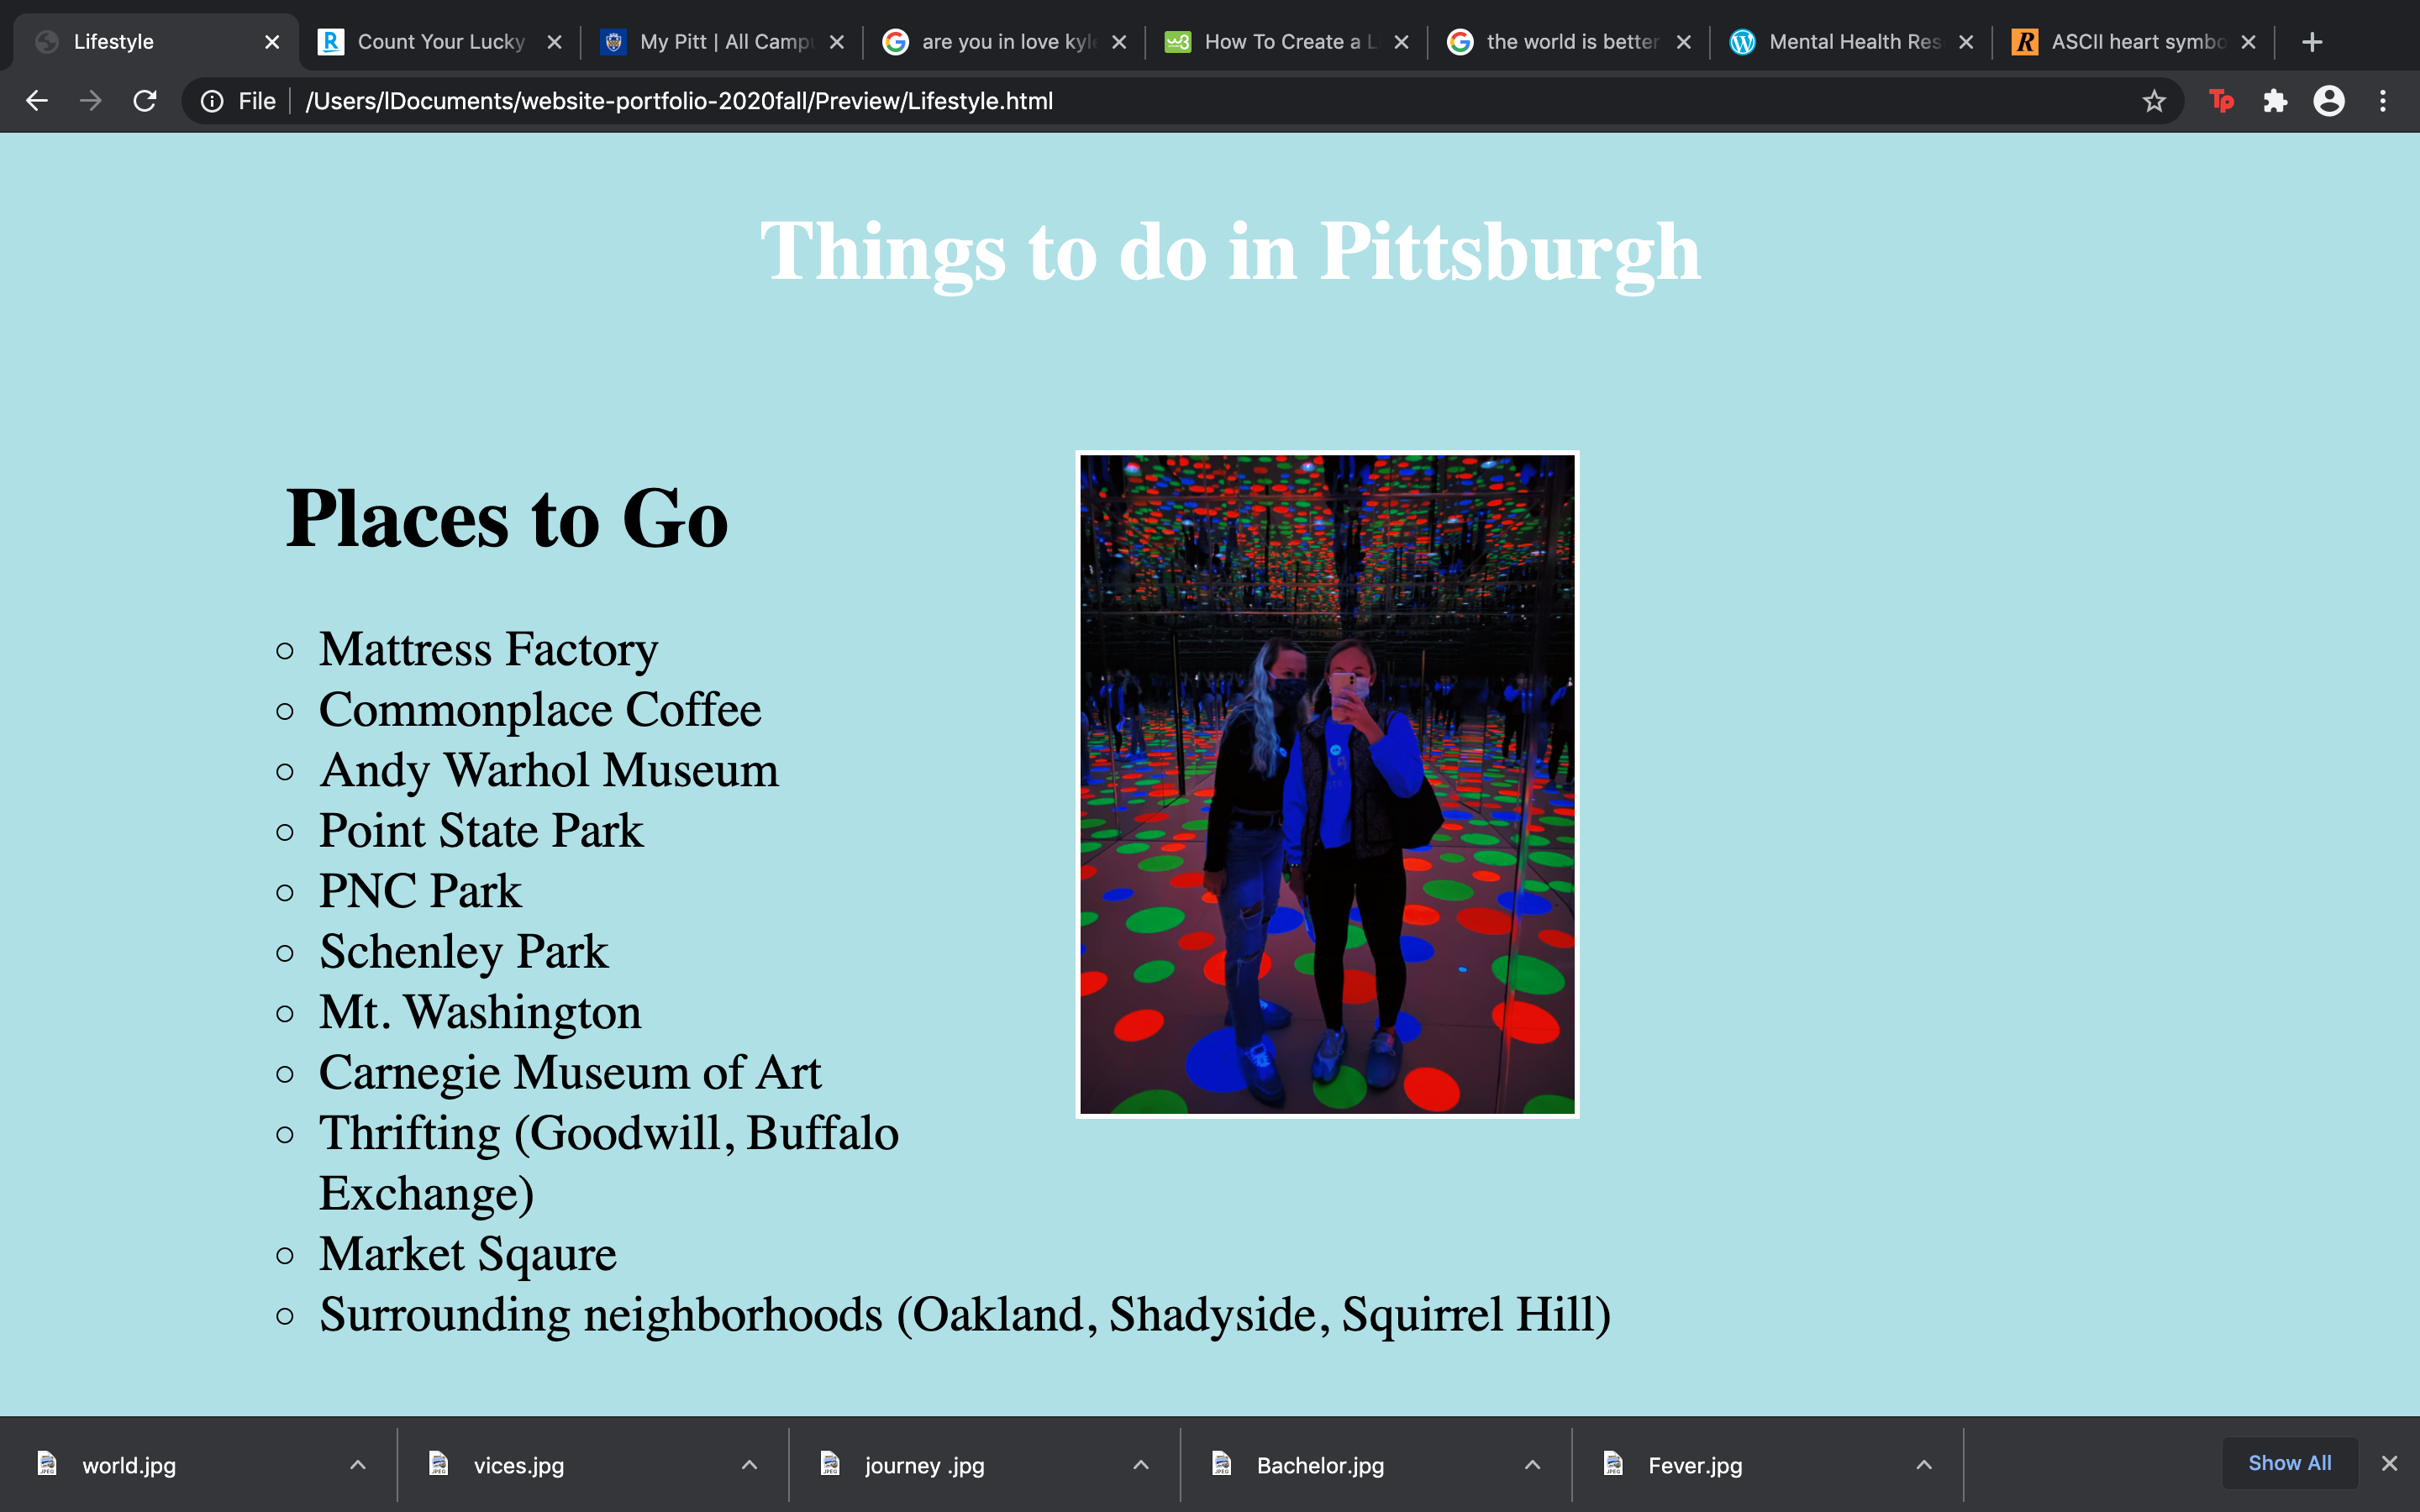 Lifestyle
Count Your Lucky
My Pitt | All Camp
are you in love kyl
How To Create a L
the world is better
Mental Health Res
ASCII heart symbo
File
/Users/lDocuments/website-portfolio-2020fall/Preview/Lifestyle.html
Things to do in Pittsburgh
Places to Go
Mattress Factory
Commonplace Coffee
Andy Warhol Museum
Point State Park
PNC Park
Schenley Park
Mt. Washington
Carnegie Museum of Art
Thrifting (Goodwill, Buffalo
Exchange)
Market Sqaure
Surrounding neighborhoods (Oakland, Shadyside, Squirrel Hill)
world.jpg
vices.jpg
journey .jpg
Bachelor.jpg
Fever.jpg
Show All